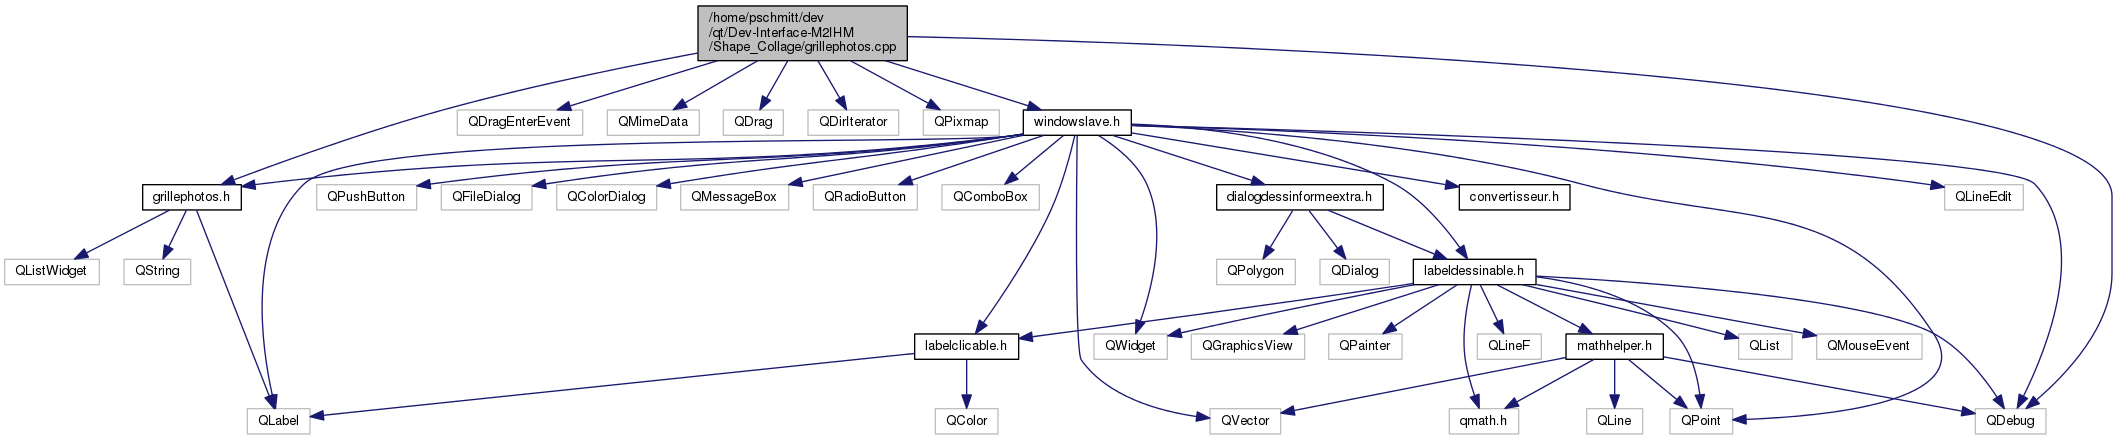 /home/pschmitt/dev
/qt/Dev-Interface-M2IHM
/Shape_Collage/grillephotos.cpp
QDragEnterEvent
QMimeData
QDrag
QDirIterator
QPixmap
windowslave.h
grillephotos.h
QPushButton
QFileDialog
QColorDialog
QMessageBox
QRadioButton
QComboBox
dialogdessinformeextra.h
convertisseur.h
QLineEdit
QListWidget
QString
QPolygon
QDialog
labeldessinable.h
labelclicable.h
QWidget
QGraphicsView
QPainter
QLineF
mathhelper.h
QList
QMouseEvent
QLabel
QColor
QVector
qmath.h
QLine
QPoint
QDebug